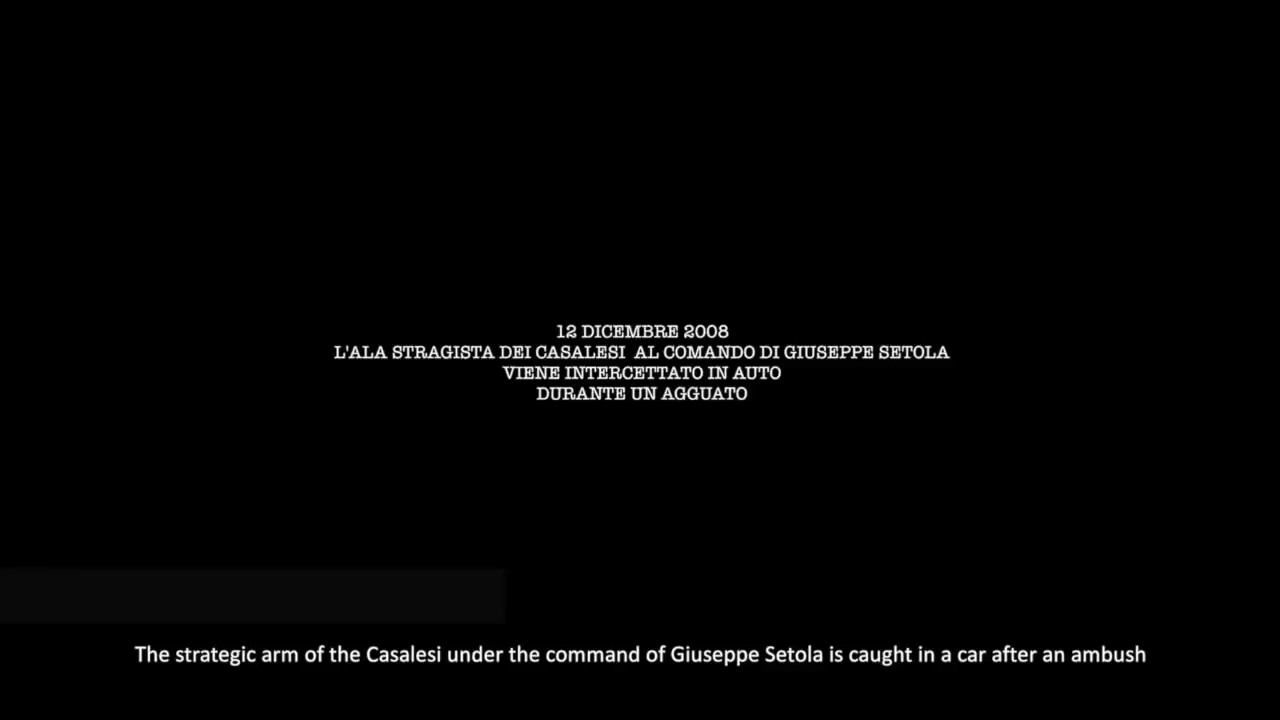 12 DICEMBRE 2008
L'ALA STRAGISTA DEI CASALESI AL COMANDO DI GIUSEPPE SETOLA
VIENE INTERCETTATO IN AUTO
DURANTE UN AGGUATO
The strategic arm of the Casalesi under the command of Giuseppe Setola is caught in a car after an ambush